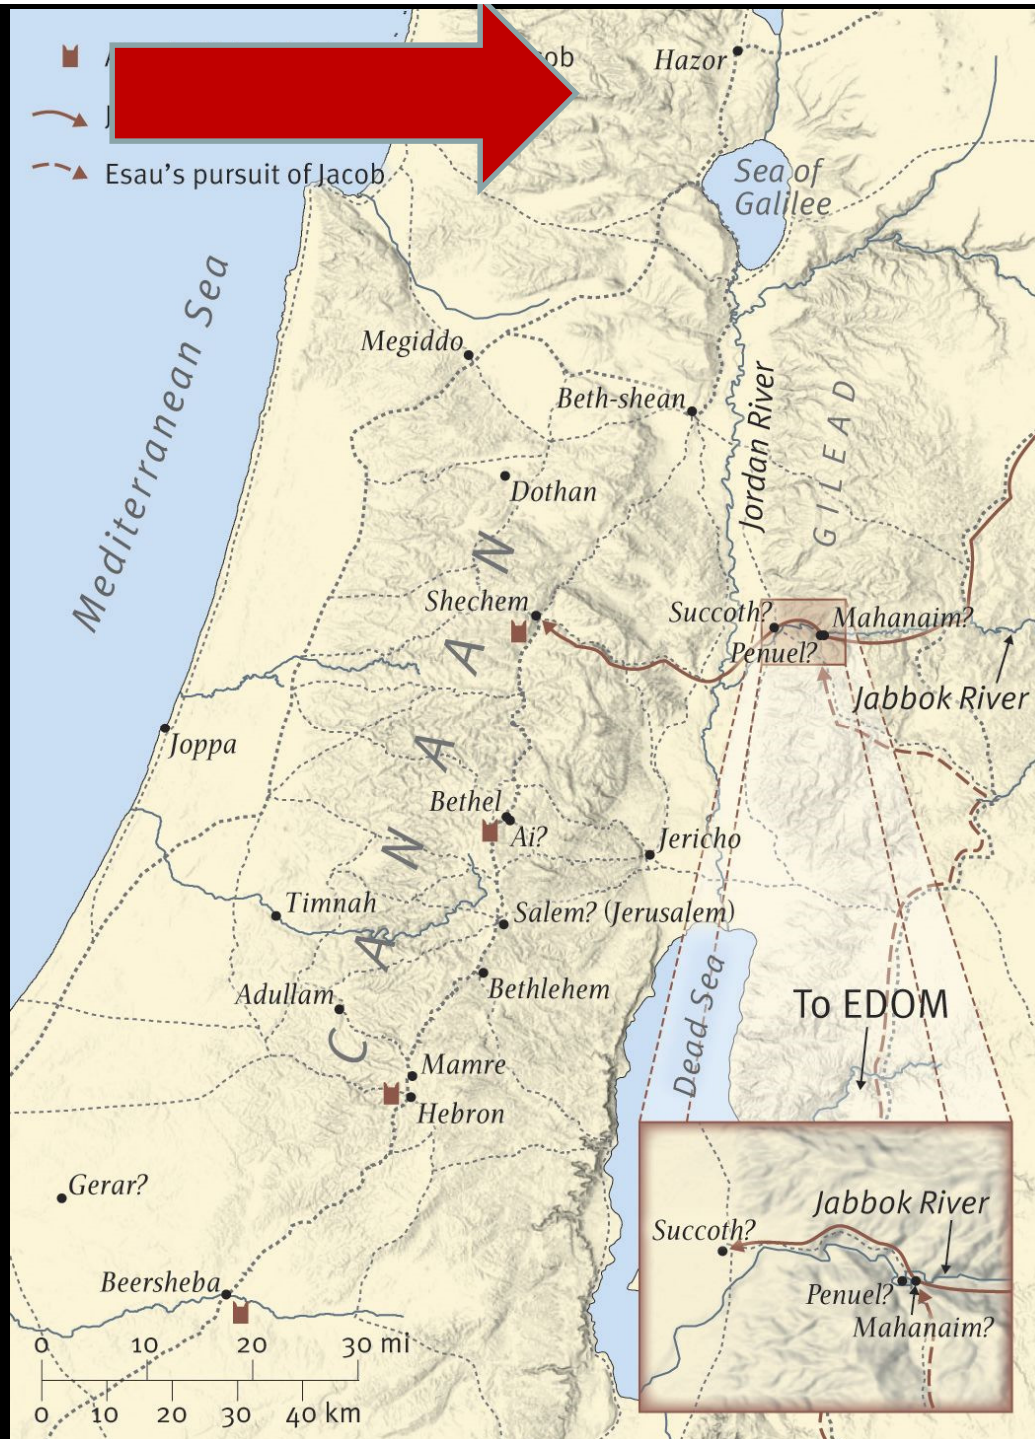 Hazor
Esau's pursuit of Jacob
Sea of
Galilee
Mediterranean Sea
Megiddo
Beth-shean
Jordan River
GILEAD
Dothan
CANAAN
Shechem
Succoth?
Mahanaim?
Penuel?
Jabbok River
Joppa
Bethel
Ai?
Jericho
Timnah
Salem? (Jerusalem)
Bethlehem
Adullam
Dead Sea
To EDOM
Mamre
Hebron
Gerar?
Beersheba
Jabbok River
Succoth?
Penuel?
Mahanaim?
0 10 20 30 mi
0 10 20 30 40 km